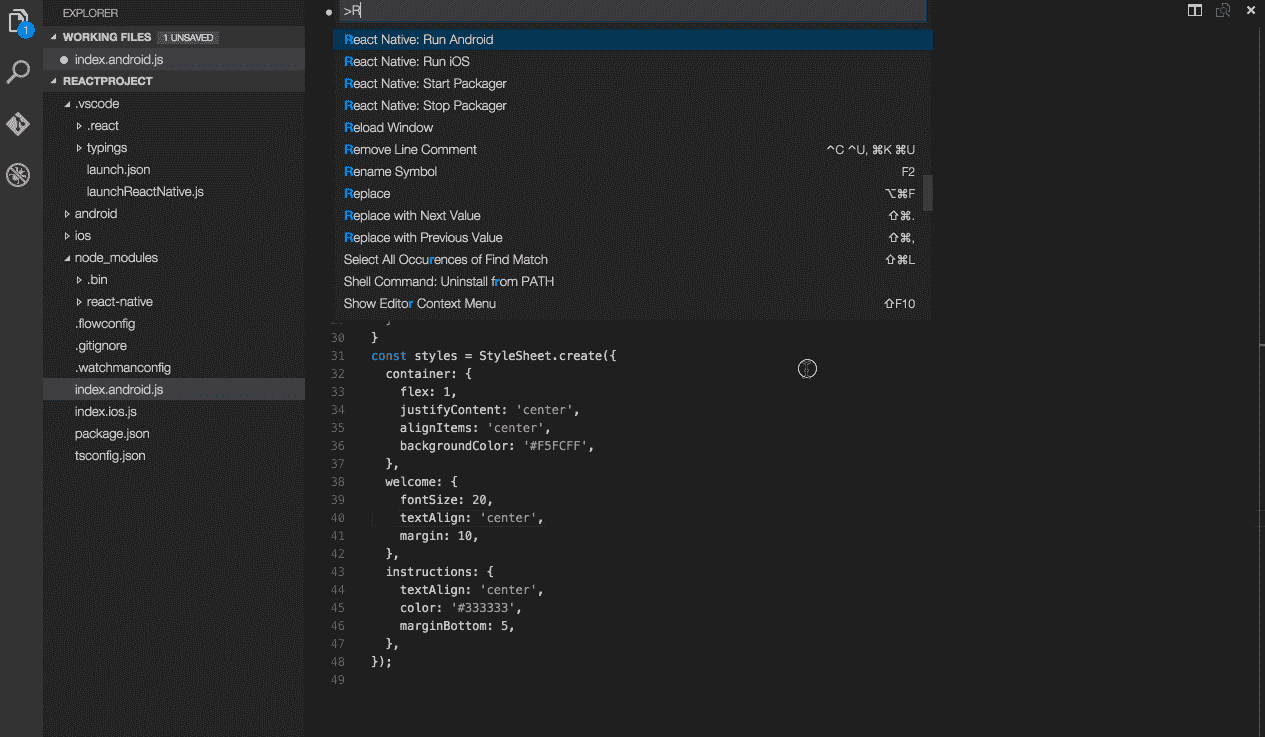 1
EXPLORER
WORKING FILES 1 UNSAVED
index.android.js
REACTPROJECT
.vscode
.react
typings
launch.json
launchReactNative.js
android
ios
node_modules
.bin
react-native
.flowconfig
.gitignore
.watchmanconfig
index.android.js
index.ios.js
package.json
tsconfig.json
>R
React Native: Run Android
React Native: Run iOS
React Native: Start Packager
React Native: Stop Packager
Reload Window
Remove Line Comment ^C ^U, ⌘K ⌘U
Rename Symbol F2
Replace ⌥⌘F
Replace with Next Value ⇧⌘.
Replace with Previous Value ⇧⌘,
Select All Occurences of Find Match ⇧⌘L
Shell Command: Uninstall from PATH
Show Editor Context Menu ⇧F10
30 }
31 const styles = StyleSheet.create({
32 container: {
33 flex: 1,
34 justifyContent: 'center',
35 alignItems: 'center',
36 backgroundColor: '#F5FCFF',
37 },
38 welcome: {
39 fontSize: 20,
40 textAlign: 'center',
41 margin: 10,
42 },
43 instructions: {
44 textAlign: 'center',
45 color: '#333333',
46 marginBottom: 5,
47 },
48 });
49